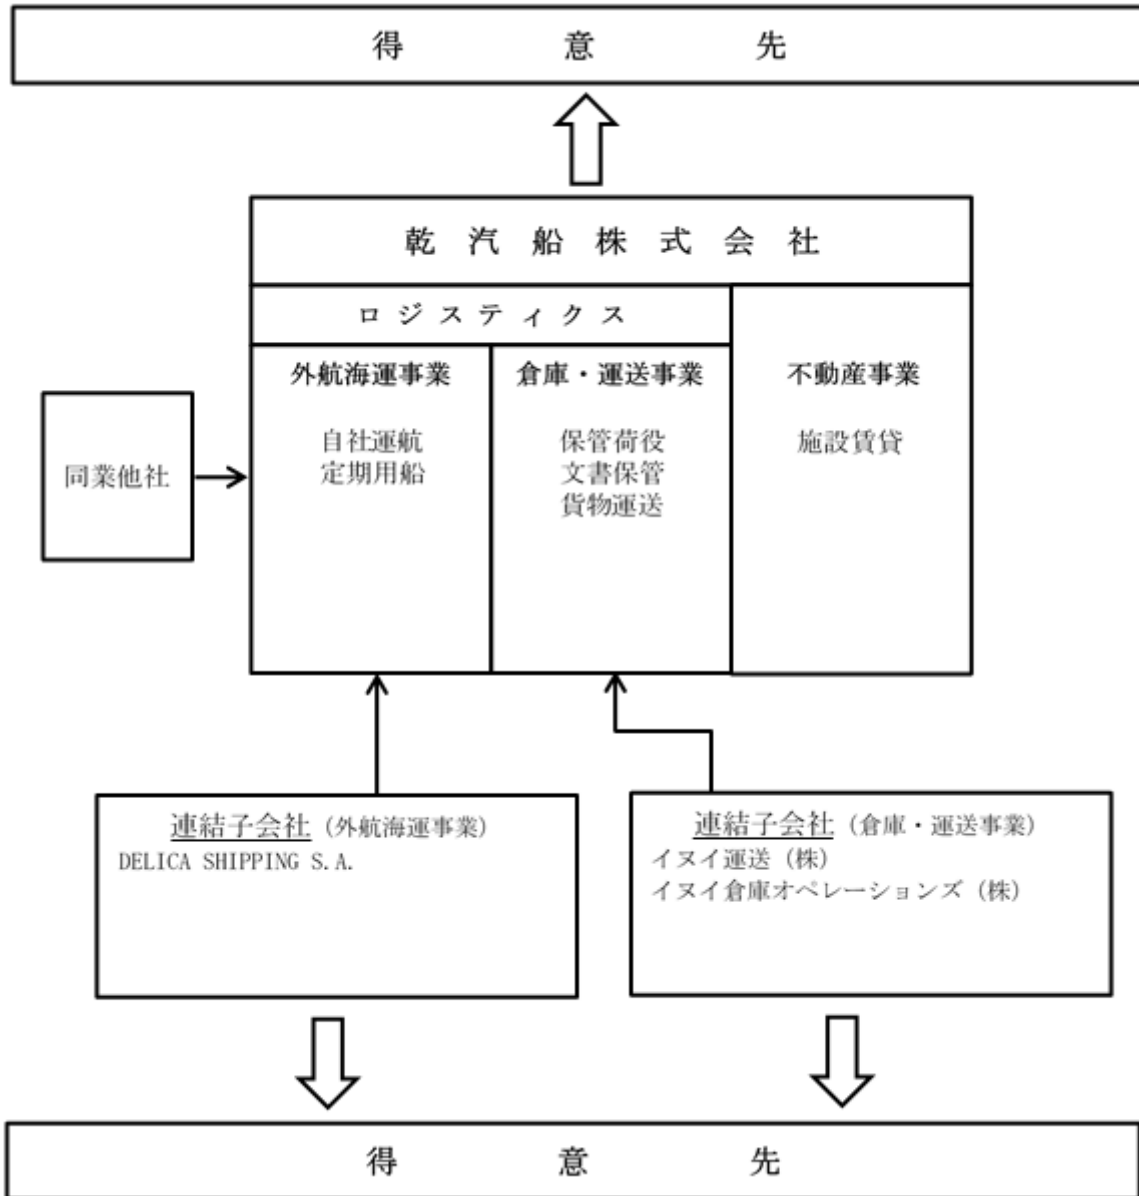 得意先
乾汽船株式会社
ロジスティクス
外航海運事業
自社運航
定期用船
倉庫・運送事業
保管荷役
文書保管
貨物運送
不動産事業
施設賃貸
同業他社
連結子会社（外航海運事業）
DELICA SHIPPING S.A.
連結子会社（倉庫・運送事業）
イヌイ運送（株）
イヌイ倉庫オペレーションズ（株）
得意先